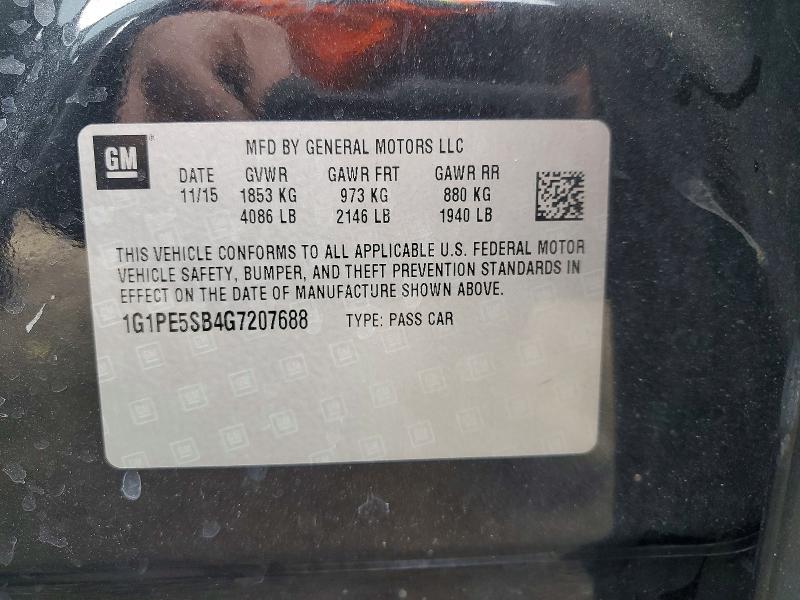 GM
MFD BY GENERAL MOTORS LLC
DATE GVWR GAWR FRT GAWR RR
11/15 1853 KG 973 KG 880 KG
4086 LB 2146 LB 1940 LB
THIS VEHICLE CONFORMS TO ALL APPLICABLE U.S. FEDERAL MOTOR
VEHICLE SAFETY, BUMPER, AND THEFT PREVENTION STANDARDS IN
EFFECT ON THE DATE OF MANUFACTURE SHOWN ABOVE.
1G1PE5SB4G7207688 TYPE: PASS CAR